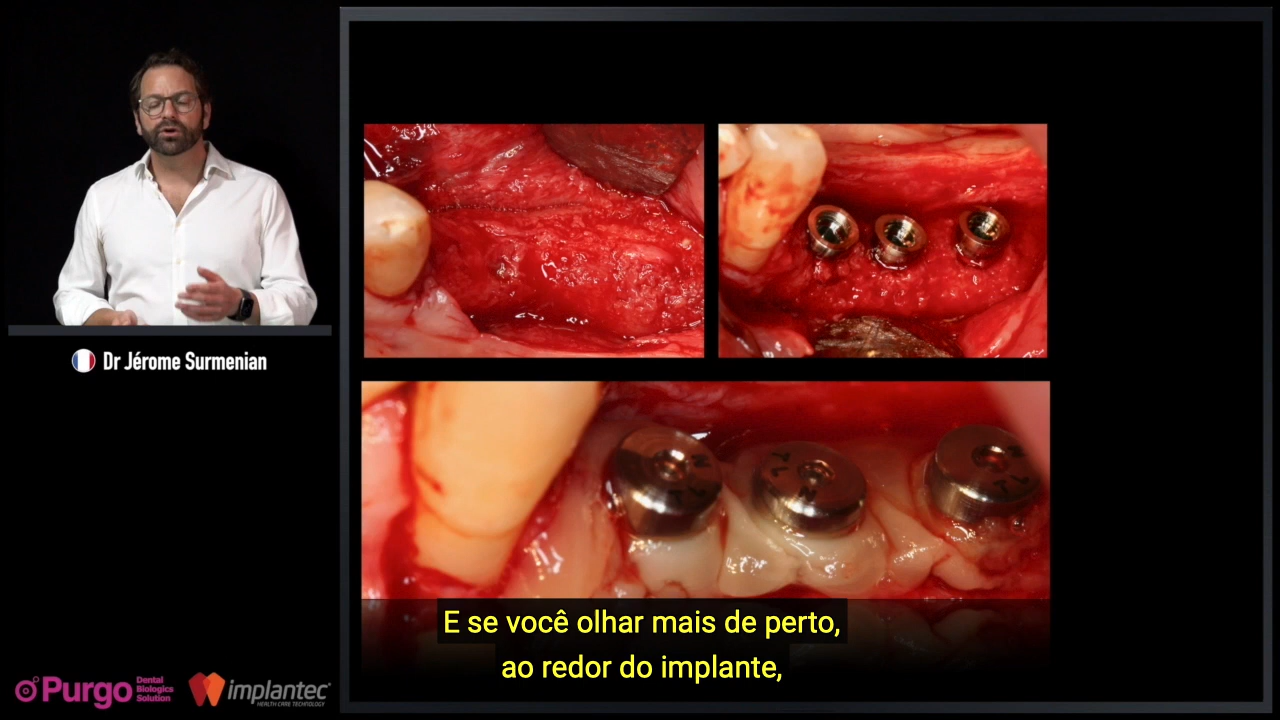 Dr Jérome Surmenian
E se você olhar mais de perto,
ao redor do implante,
Purgo Dental
Biologics
Solution
implantec
HEALTH CARE TECHNOLOGY